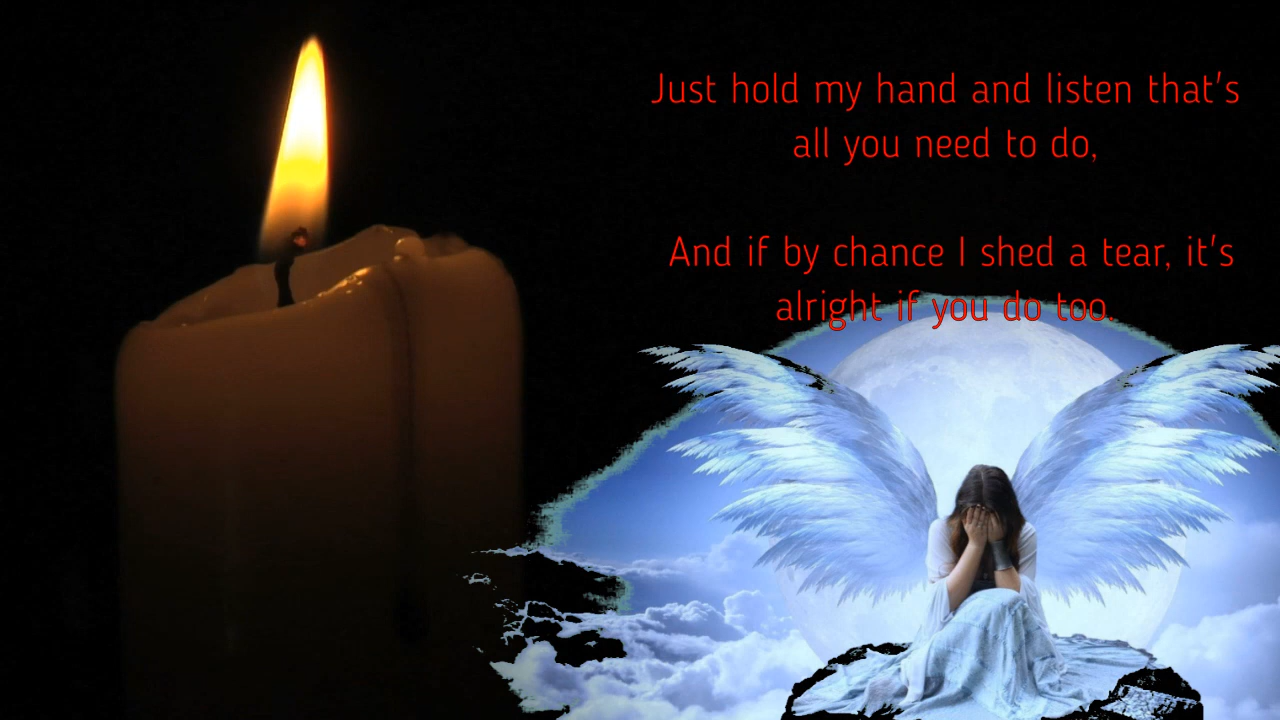 Just hold my hand and listen that's
all you need to do,
And if by chance I shed a tear, it's
alright if you do too.